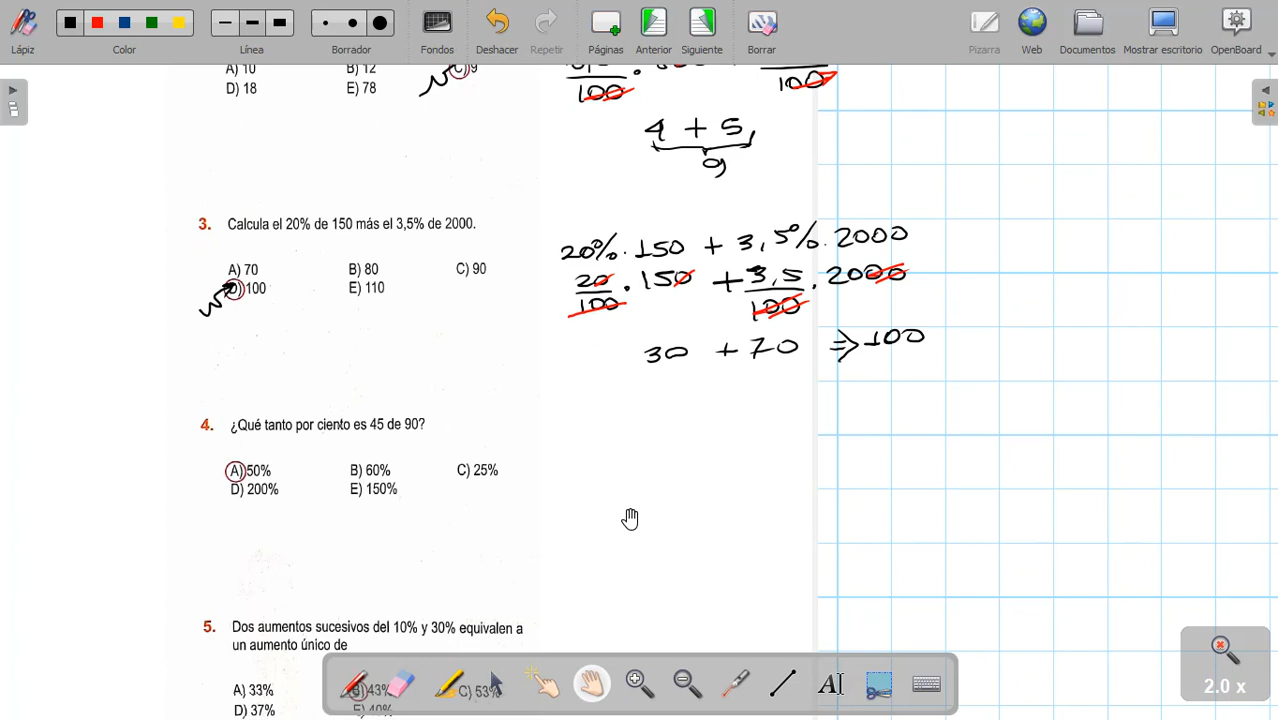 Lápiz
Color
Línea
Borrador
Fondos
Deshacer
Repetir
Páginas
Anterior
Siguiente
Borrar
Pizarra
Web
Documentos
Mostrar escritorio
OpenBoard
A) 10 B) 12 C) 9
D) 18 E) 78
100
100
4 + 5
9
3. Calcula el 20% de 150 más el 3,5% de 2000.
A) 70 B) 80 C) 90
D) 100 E) 110
20% . 150 + 3,5% . 2000
20/100 . 150 + 3,5/100 . 2000
30 + 70 ⇒ 100
4. ¿Qué tanto por ciento es 45 de 90?
A) 50% B) 60% C) 25%
D) 200% E) 150%
5. Dos aumentos sucesivos del 10% y 30% equivalen a
un aumento único de
A) 33% B) 43% C) 53%
D) 37% E) 40%
2.0 x